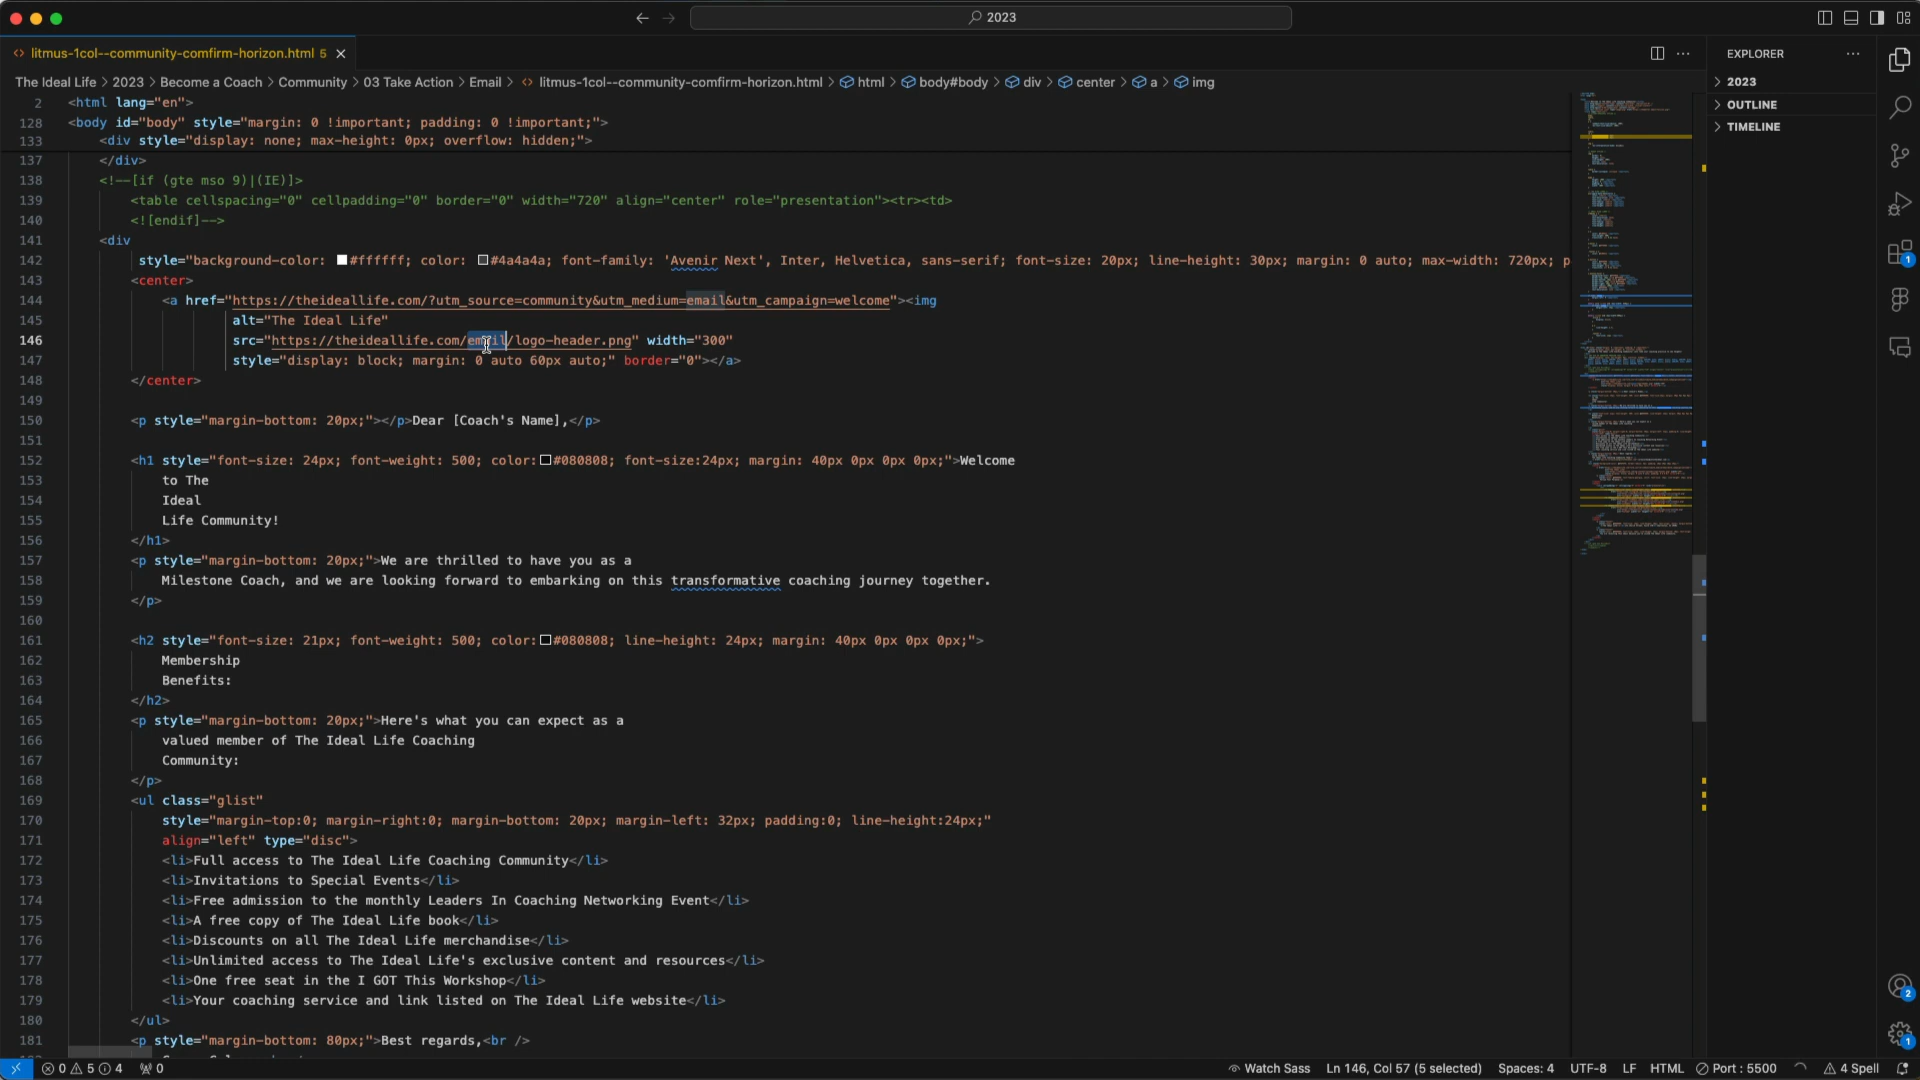 2023
litmus-1col--community-comfirm-horizon.html 5
EXPLORER
The Ideal Life > 2023 > Become a Coach > Community > 03 Take Action > Email > litmus-1col--community-comfirm-horizon.html > html > body#body > div > center > a > img
2023
OUTLINE
TIMELINE
2 <html lang="en">
128 <body id="body" style="margin: 0 !important; padding: 0 !important;">
133 <div style="display: none; max-height: 0px; overflow: hidden;">
137 </div>
138 <!--[if (gte mso 9)|(IE)]>
139 <table cellspacing="0" cellpadding="0" border="0" width="720" align="center" role="presentation"><tr><td>
140 <![endif]-->
141 <div
142 style="background-color: #ffffff; color: #4a4a4a; font-family: 'Avenir Next', Inter, Helvetica, sans-serif; font-size: 20px; line-height: 30px; margin: 0 auto; max-width: 720px; p
143 <center>
144 <a href="https://theideallife.com/?utm_source=community&utm_medium=email&utm_campaign=welcome"><img
145 alt="The Ideal Life"
146 src="https://theideallife.com/email/logo-header.png" width="300"
147 style="display: block; margin: 0 auto 60px auto;" border="0"></a>
148 </center>
149
150 <p style="margin-bottom: 20px;"></p>Dear [Coach's Name],</p>
151
152 <h1 style="font-size: 24px; font-weight: 500; color: #080808; font-size:24px; margin: 40px 0px 0px 0px;">Welcome
153 to The
154 Ideal
155 Life Community!
156 </h1>
157 <p style="margin-bottom: 20px;">We are thrilled to have you as a
158 Milestone Coach, and we are looking forward to embarking on this transformative coaching journey together.
159 </p>
160
161 <h2 style="font-size: 21px; font-weight: 500; color: #080808; line-height: 24px; margin: 40px 0px 0px 0px;">
162 Membership
163 Benefits:
164 </h2>
165 <p style="margin-bottom: 20px;">Here's what you can expect as a
166 valued member of The Ideal Life Coaching
167 Community:
168 </p>
169 <ul class="glist"
170 style="margin-top:0; margin-right:0; margin-bottom: 20px; margin-left: 32px; padding:0; line-height:24px;"
171 align="left" type="disc">
172 <li>Full access to The Ideal Life Coaching Community</li>
173 <li>Invitations to Special Events</li>
174 <li>Free admission to the monthly Leaders In Coaching Networking Event</li>
175 <li>A free copy of The Ideal Life book</li>
176 <li>Discounts on all The Ideal Life merchandise</li>
177 <li>Unlimited access to The Ideal Life's exclusive content and resources</li>
178 <li>One free seat in the I GOT This Workshop</li>
179 <li>Your coaching service and link listed on The Ideal Life website</li>
180 </ul>
181 <p style="margin-bottom: 80px;">Best regards,<br />
1
2
1
0 5 4 0 Watch Sass Ln 146, Col 57 (5 selected) Spaces: 4 UTF-8 LF HTML Port : 5500 4 Spell